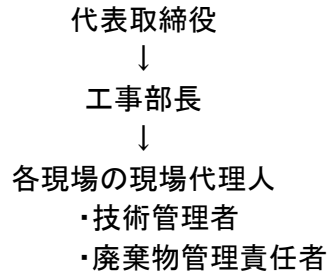 代表取締役
↓
工事部長
↓
各現場の現場代理人
・技術管理者
・廃棄物管理責任者